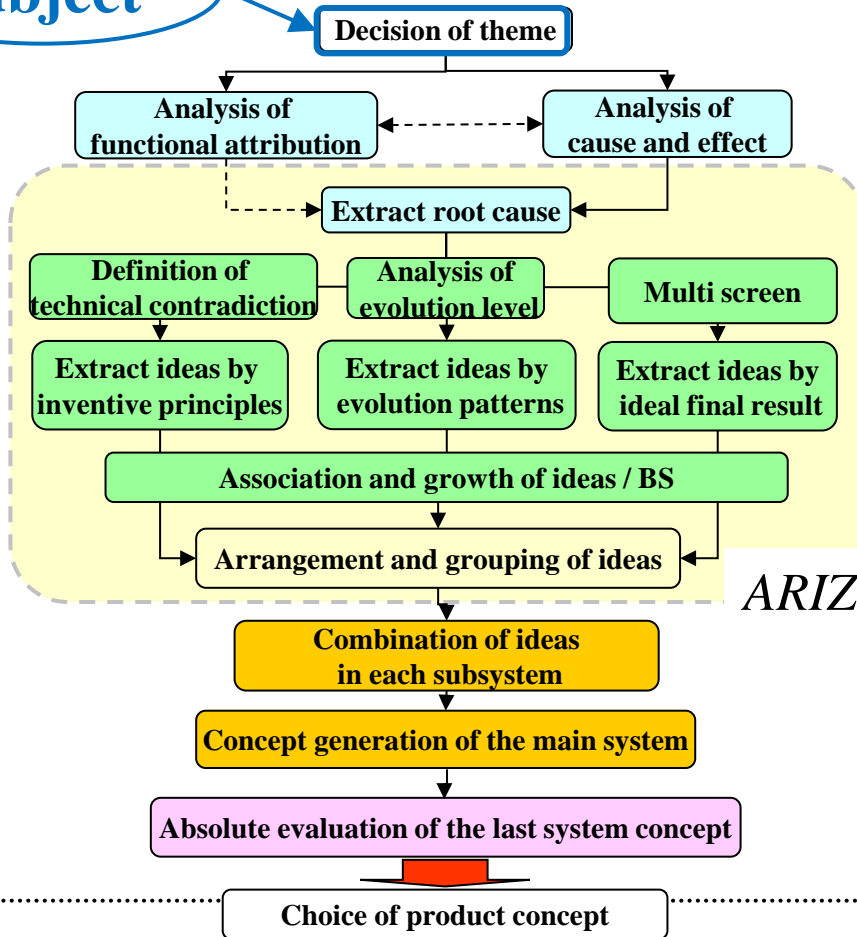 Decision of theme
Analysis of
functional attribution
Analysis of
cause and effect
Extract root cause
Definition of
technical contradiction
Analysis of
evolution level
Multi screen
Extract ideas by
inventive principles
Extract ideas by
evolution patterns
Extract ideas by
ideal final result
Association and growth of ideas / BS
Arrangement and grouping of ideas
ARIZ
Combination of ideas
in each subsystem
Concept generation of the main system
Absolute evaluation of the last system concept
Choice of product concept